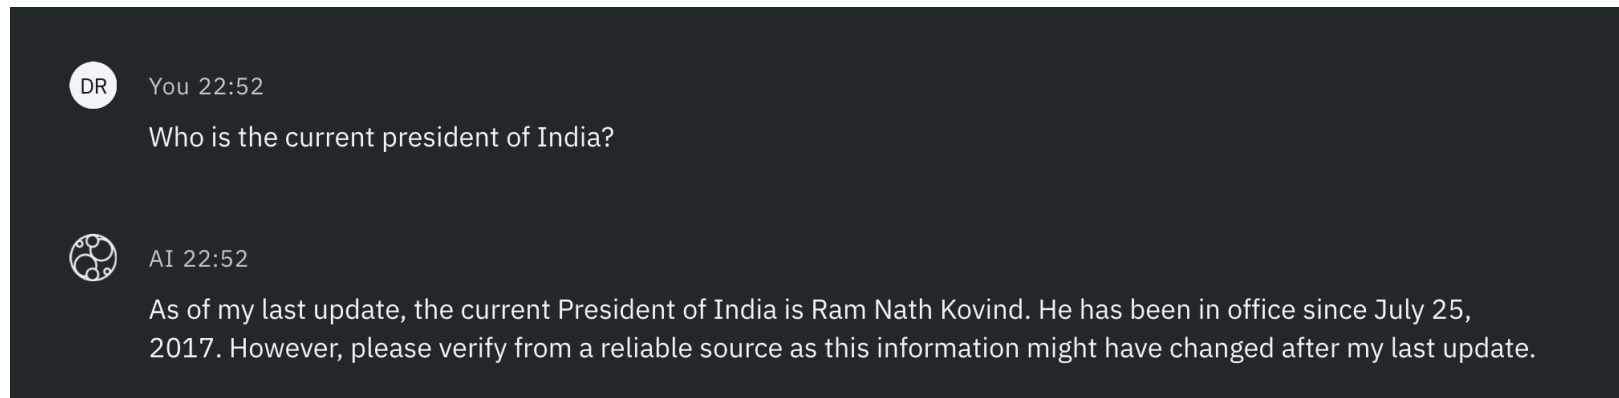 DR
You 22:52
Who is the current president of India?
AI 22:52
As of my last update, the current President of India is Ram Nath Kovind. He has been in office since July 25,
2017. However, please verify from a reliable source as this information might have changed after my last update.